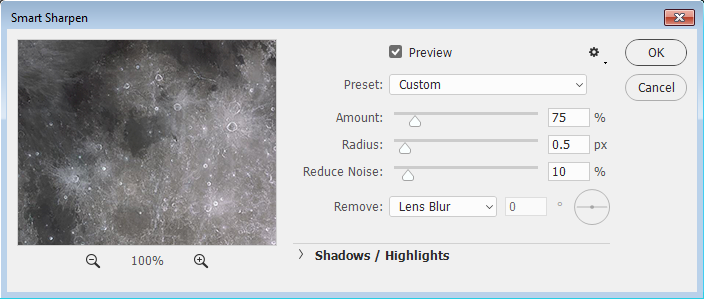 Smart Sharpen
Preview
OK
Preset: Custom
Cancel
Amount: 75 %
Radius: 0.5 px
Reduce Noise: 10 %
Remove: Lens Blur 0 °
100%
Shadows / Highlights